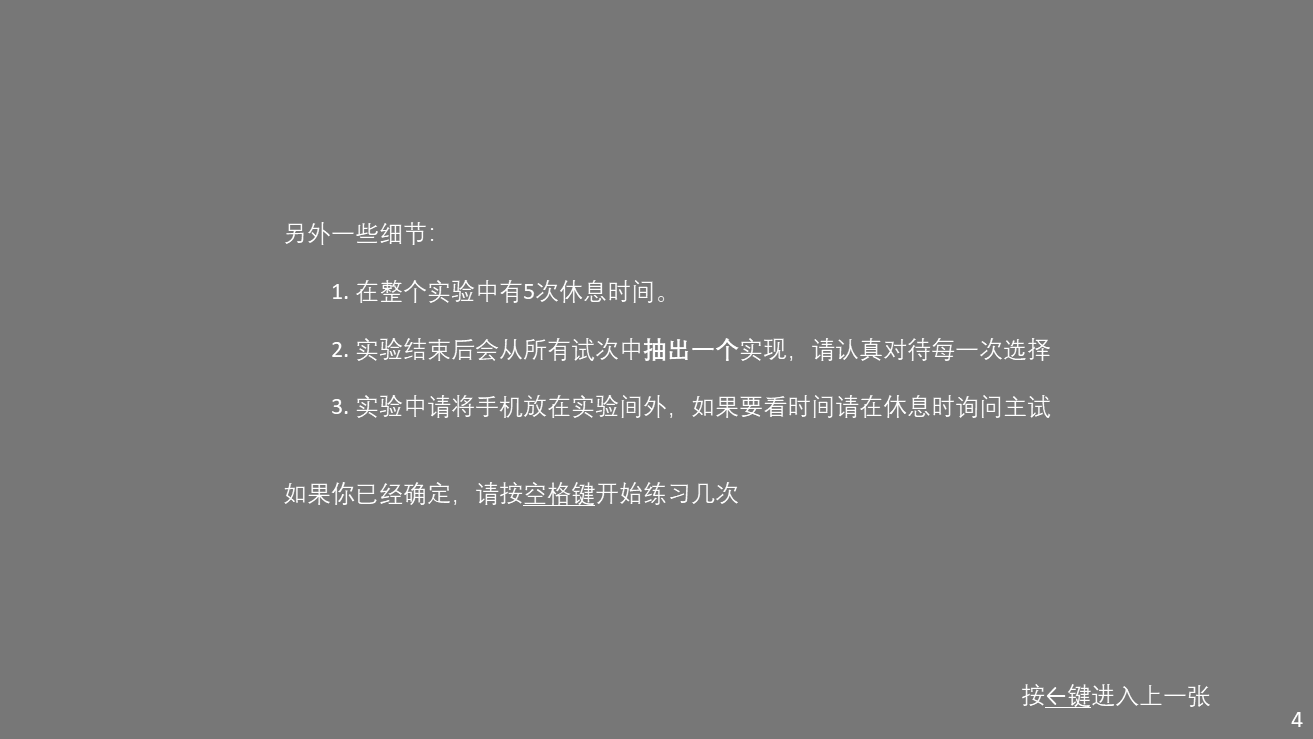 另外一些细节：
1. 在整个实验中有5次休息时间。
2. 实验结束后会从所有试次中抽出一个实现，请认真对待每一次选择
3. 实验中请将手机放在实验间外，如果要看时间请在休息时询问主试
如果你已经确定，请按空格键开始练习几次
按←键进入上一张
4